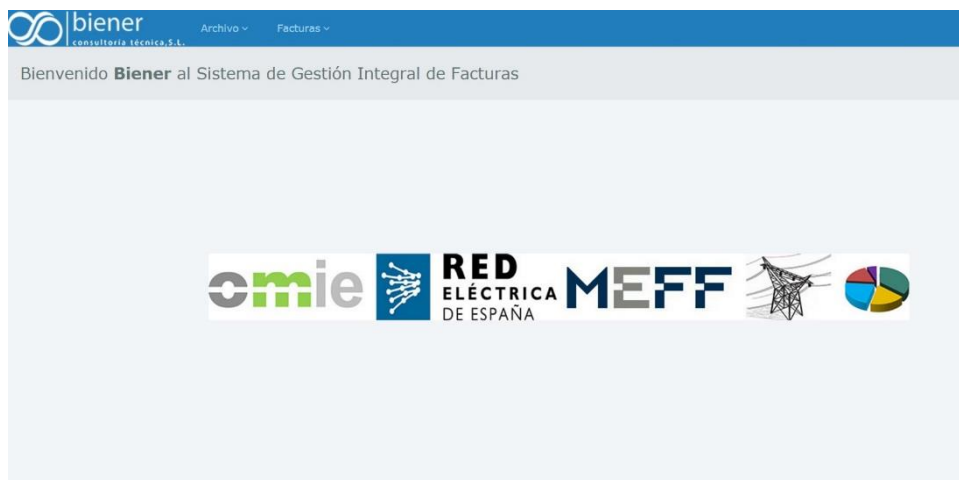 biener
consultoría técnica,S.L.
Archivo
Facturas
Bienvenido Biener al Sistema de Gestión Integral de Facturas
omie
RED
ELÉCTRICA
DE ESPAÑA
MEFF